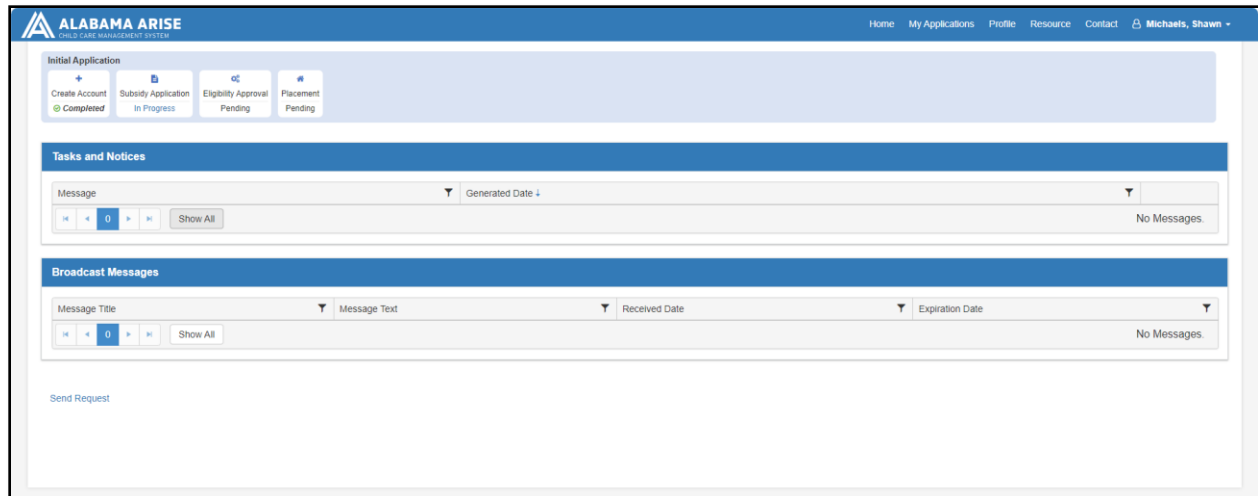 ALABAMA ARISE
CHILD CARE MANAGEMENT SYSTEM
Home My Applications Profile Resource Contact Michaels, Shawn
Initial Application
Create Account Subsidy Application Eligibility Approval Placement
Completed In Progress Pending Pending
Tasks and Notices
Message Generated Date
0 Show All No Messages.
Broadcast Messages
Message Title Message Text Received Date Expiration Date
0 Show All No Messages.
Send Request